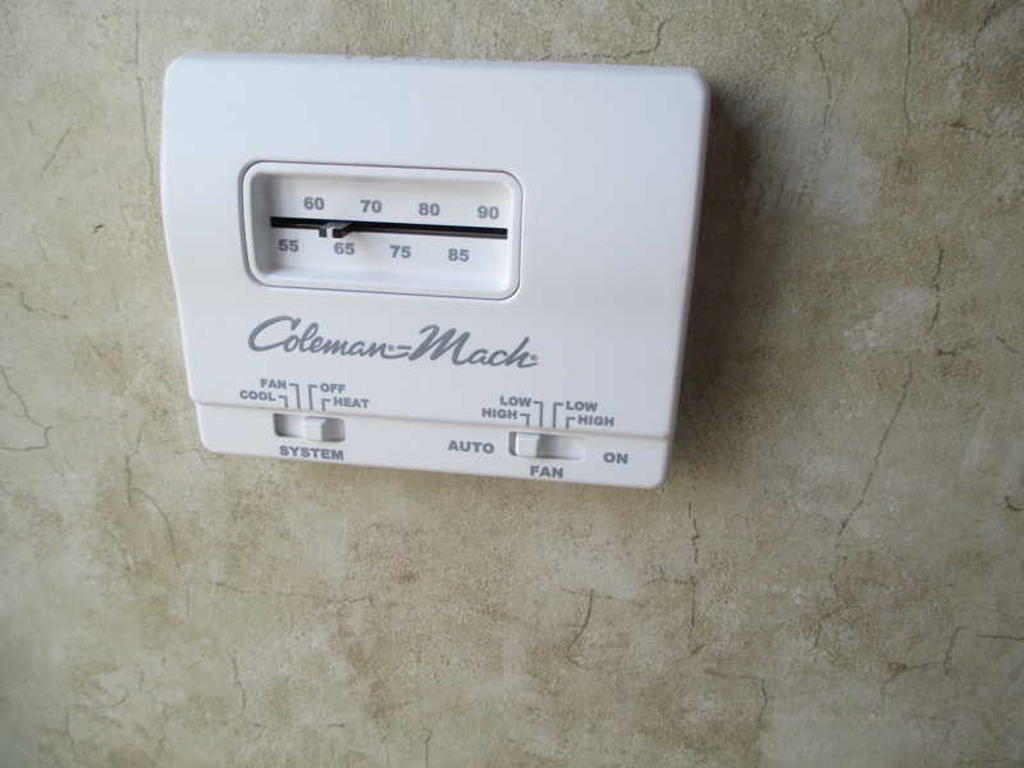 60 70 80 90
55 65 75 85
Coleman®-Mach®
FAN OFF
COOL HEAT
SYSTEM
LOW LOW
HIGH HIGH
AUTO ON
FAN